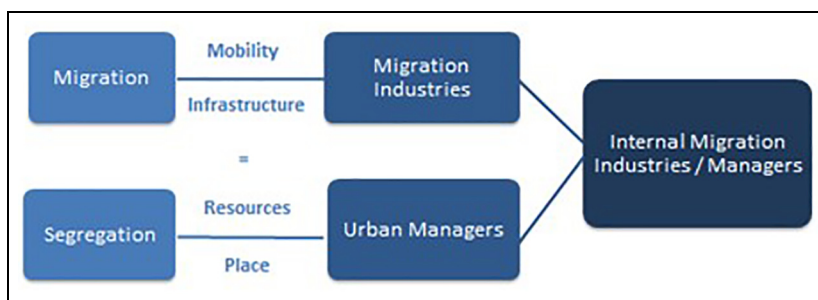 Migration
Mobility
Infrastructure
Migration
Industries
=
Segregation
Resources
Place
Urban Managers
Internal Migration
Industries / Managers